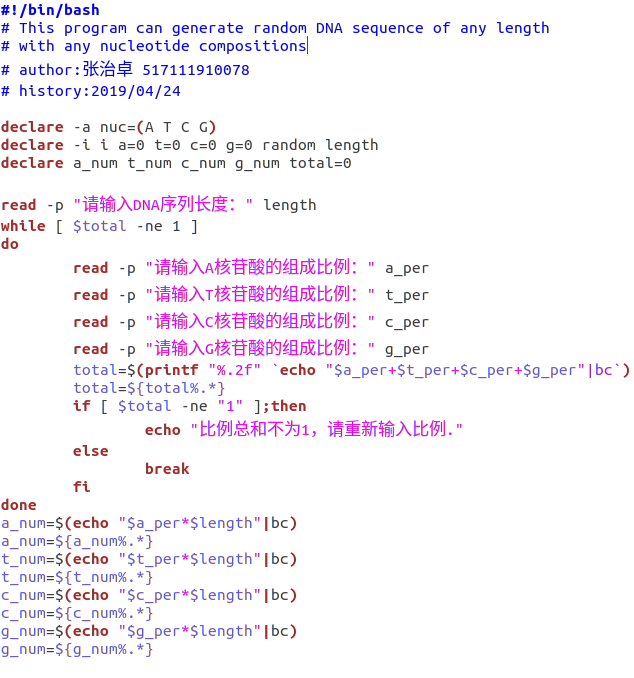 #!/bin/bash
# This program can generate random DNA sequence of any length
# with any nucleotide compositions
# author:张治卓 517111910078
# history:2019/04/24
declare -a nuc=(A T C G)
declare -i i a=0 t=0 c=0 g=0 random length
declare a_num t_num c_num g_num total=0
read -p "请输入DNA序列长度：" length
while [ $total -ne 1 ]
do
read -p "请输入A核苷酸的组成比例：" a_per
read -p "请输入T核苷酸的组成比例：" t_per
read -p "请输入C核苷酸的组成比例：" c_per
read -p "请输入G核苷酸的组成比例：" g_per
total=$(printf "%.2f" `echo "$a_per+$t_per+$c_per+$g_per"|bc`)
total=${total%.*}
if [ $total -ne "1" ];then
echo "比例总和不为1，请重新输入比例."
else
break
fi
done
a_num=$(echo "$a_per*$length"|bc)
a_num=${a_num%.*}
t_num=$(echo "$t_per*$length"|bc)
t_num=${t_num%.*}
c_num=$(echo "$c_per*$length"|bc)
c_num=${c_num%.*}
g_num=$(echo "$g_per*$length"|bc)
g_num=${g_num%.*}